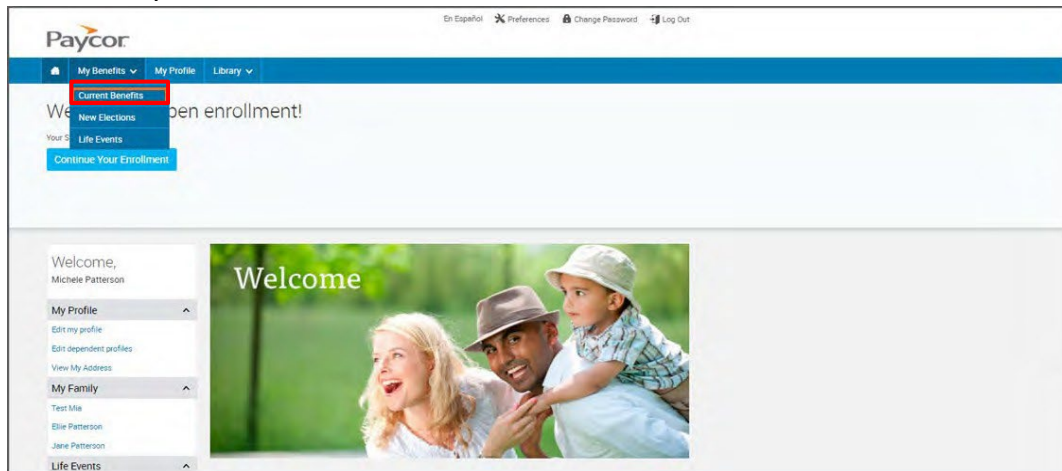 En Español Preferences Change Password Log Out
Paycor
My Benefits My Profile Library
Current Benefits
We pen enrollment!
New Elections
Your S
Life Events
Continue Your Enrollment
Welcome,
Michele Patterson
Welcome
My Profile
Edit my profile
Edit dependent profiles
View My Address
My Family
Test Mia
Ellie Patterson
Jane Patterson
Life Events